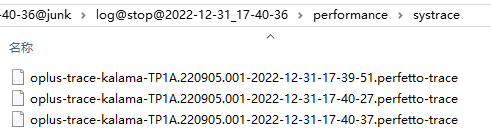 -40-36@junk > log@stop@2022-12-31_17-40-36 > performance > systrace
名称
oplus-trace-kalama-TP1A.220905.001-2022-12-31-17-39-51.perfetto-trace
oplus-trace-kalama-TP1A.220905.001-2022-12-31-17-40-27.perfetto-trace
oplus-trace-kalama-TP1A.220905.001-2022-12-31-17-40-37.perfetto-trace